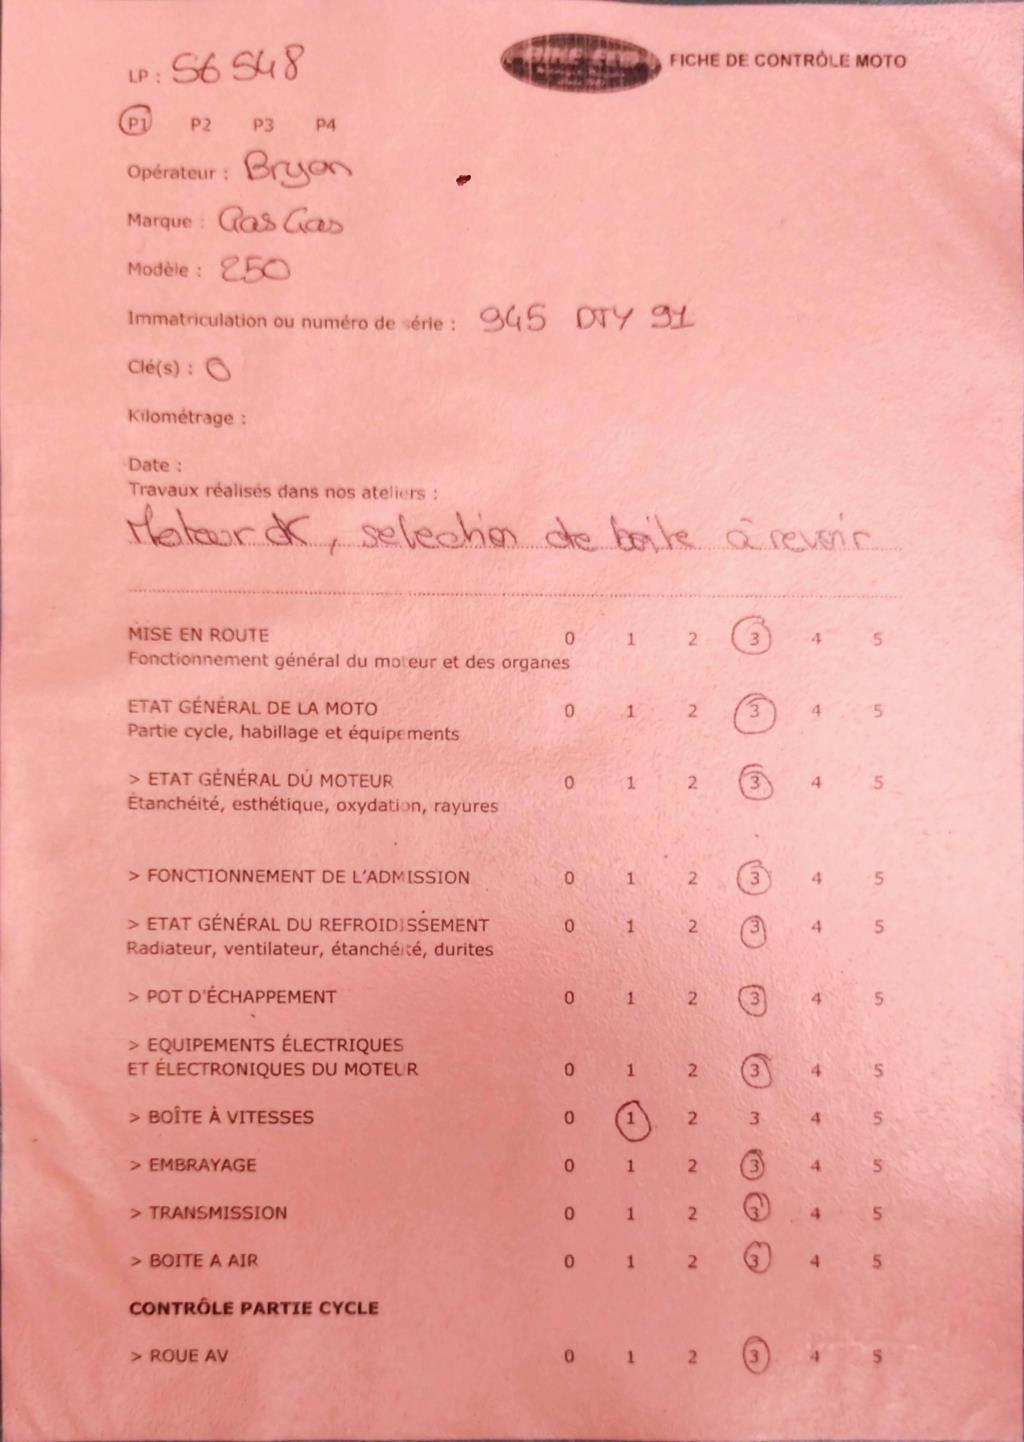 LP : S6 S48
FICHE DE CONTRÔLE MOTO
P1 P2 P3 P4
Opérateur : Bryan
Marque : Gas Gas
Modèle : 250
Immatriculation ou numéro de série : 945 DTY 91
Clé(s) : 0
Kilométrage :
Date :
Travaux réalisés dans nos ateliers :
Moteur ok, selection de boite à revoir
MISE EN ROUTE 0 1 2 3 4 5
Fonctionnement général du moteur et des organes
ETAT GÉNÉRAL DE LA MOTO 0 1 2 3 4 5
Partie cycle, habillage et équipements
> ETAT GÉNÉRAL DU MOTEUR 0 1 2 3 4 5
Étanchéité, esthétique, oxydation, rayures
> FONCTIONNEMENT DE L'ADMISSION 0 1 2 3 4 5
> ETAT GÉNÉRAL DU REFROIDISSEMENT 0 1 2 3 4 5
Radiateur, ventilateur, étanchéité, durites
> POT D'ÉCHAPPEMENT 0 1 2 3 4 5
> EQUIPEMENTS ÉLECTRIQUES
ET ÉLECTRONIQUES DU MOTEUR 0 1 2 3 4 5
> BOÎTE À VITESSES 0 1 2 3 4 5
> EMBRAYAGE 0 1 2 3 4 5
> TRANSMISSION 0 1 2 3 4 5
> BOITE A AIR 0 1 2 3 4 5
CONTRÔLE PARTIE CYCLE
> ROUE AV 0 1 2 3 4 5